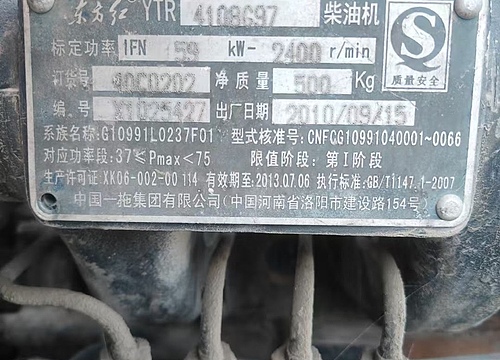 东方红 YTR 4108G97 柴油机
标定功率 IFN 59 kW- 2400 r/min
订货号 40C0202 净质量 500 Kg
质量安全
编.号 X1025427 出厂日期 2010/09/15
系族名称:G10991L0237F01 型式核准号:CNFCG10991040001~0066
对应功率段:37≤Pmax<75 限值阶段:第I阶段
生产许可证 XK06-002-00114 有效期至:2013.07.06 执行标准:GB/T1147.1-2007
中国一拖集团有限公司(中国河南省洛阳市建设路154号)